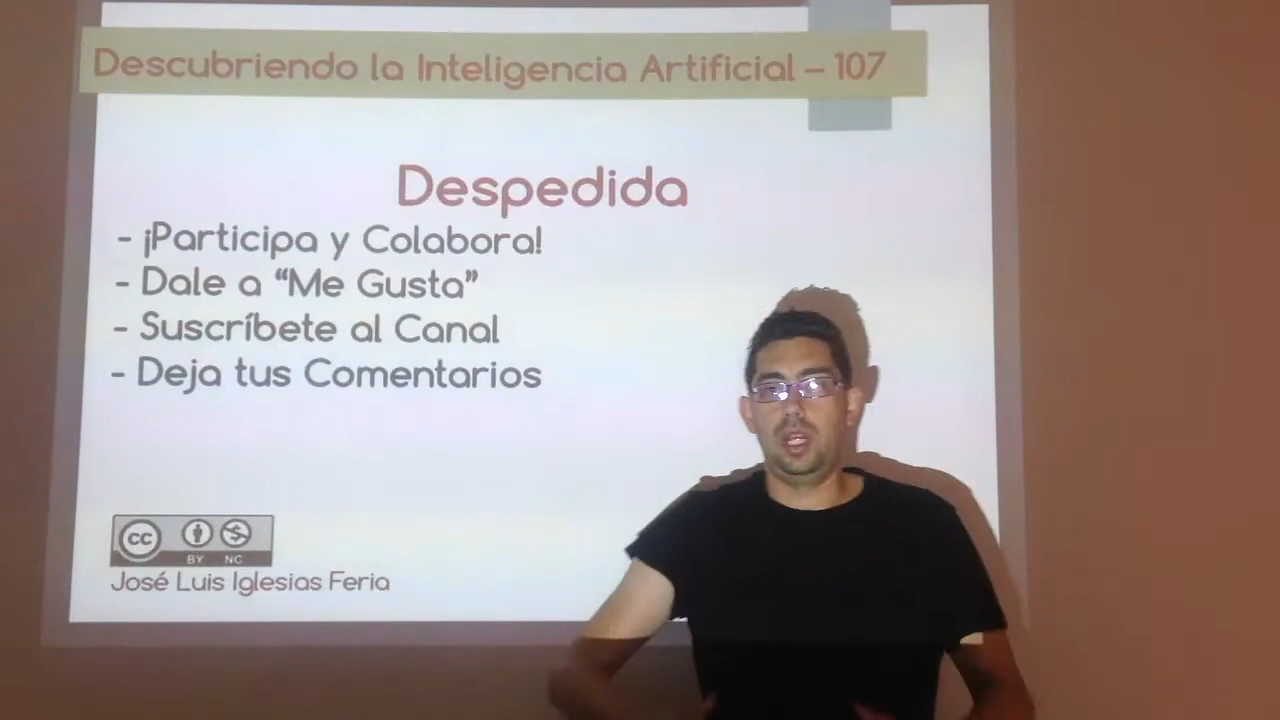 Descubriendo la Inteligencia Artificial – 107
Despedida
- ¡Participa y Colabora!
- Dale a “Me Gusta”
- Suscríbete al Canal
- Deja tus Comentarios
cc
BY NC
José Luis Iglesias Feria